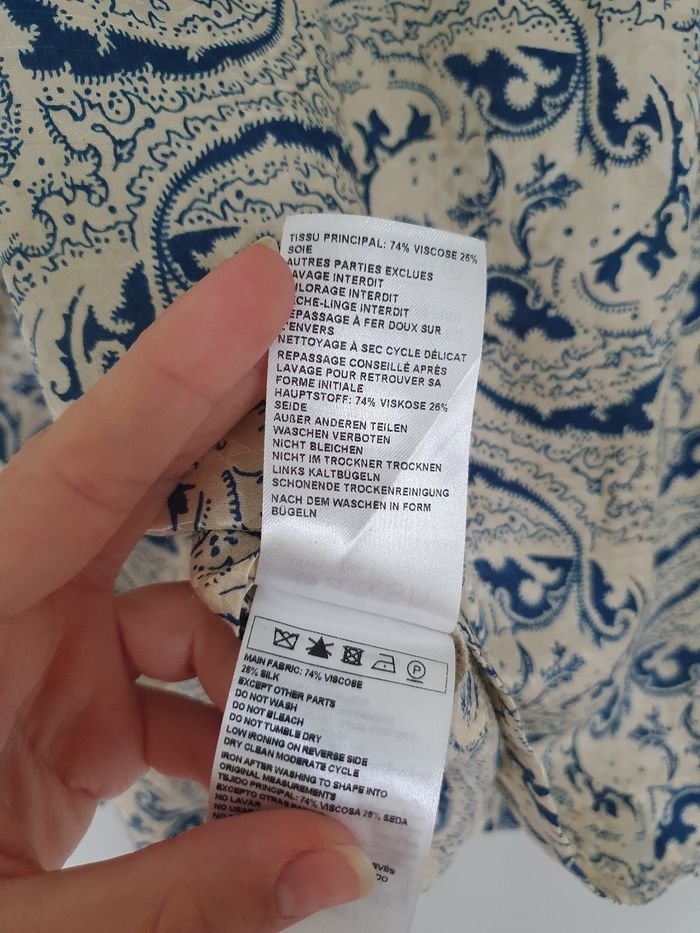 TISSU PRINCIPAL: 74% VISCOSE 26%
SOIE
AUTRES PARTIES EXCLUES
AVAGE INTERDIT
LORAGE INTERDIT
CHE-LINGE INTERDIT
EPASSAGE À FER DOUX SUR
L'ENVERS
NETTOYAGE À SEC CYCLE DÉLICAT
REPASSAGE CONSEILLÉ APRÈS
LAVAGE POUR RETROUVER SA
FORME INITIALE
HAUPTSTOFF: 74% VISKOSE 26%
SEIDE
AUßER ANDEREN TEILEN
WASCHEN VERBOTEN
NICHT BLEICHEN
NICHT IM TROCKNER TROCKNEN
LINKS KALTBÜGELN
SCHONENDE TROCKENREINIGUNG
NACH DEM WASCHEN IN FORM
BÜGELN
P
MAIN FABRIC: 74% VISCOSE
26% SILK
EXCEPT OTHER PARTS
DO NOT WASH
DO NOT BLEACH
DO NOT TUMBLE DRY
LOW IRONING ON REVERSE SIDE
DRY CLEAN MODERATE CYCLE
IRON AFTER WASHING TO SHAPE INTO
ORIGINAL MEASUREMENTS
TEJIDO PRINCIPAL: 74% VISCOSA 26% SEDA
EXCEPTO OTRAS
NO LAVAR
NO